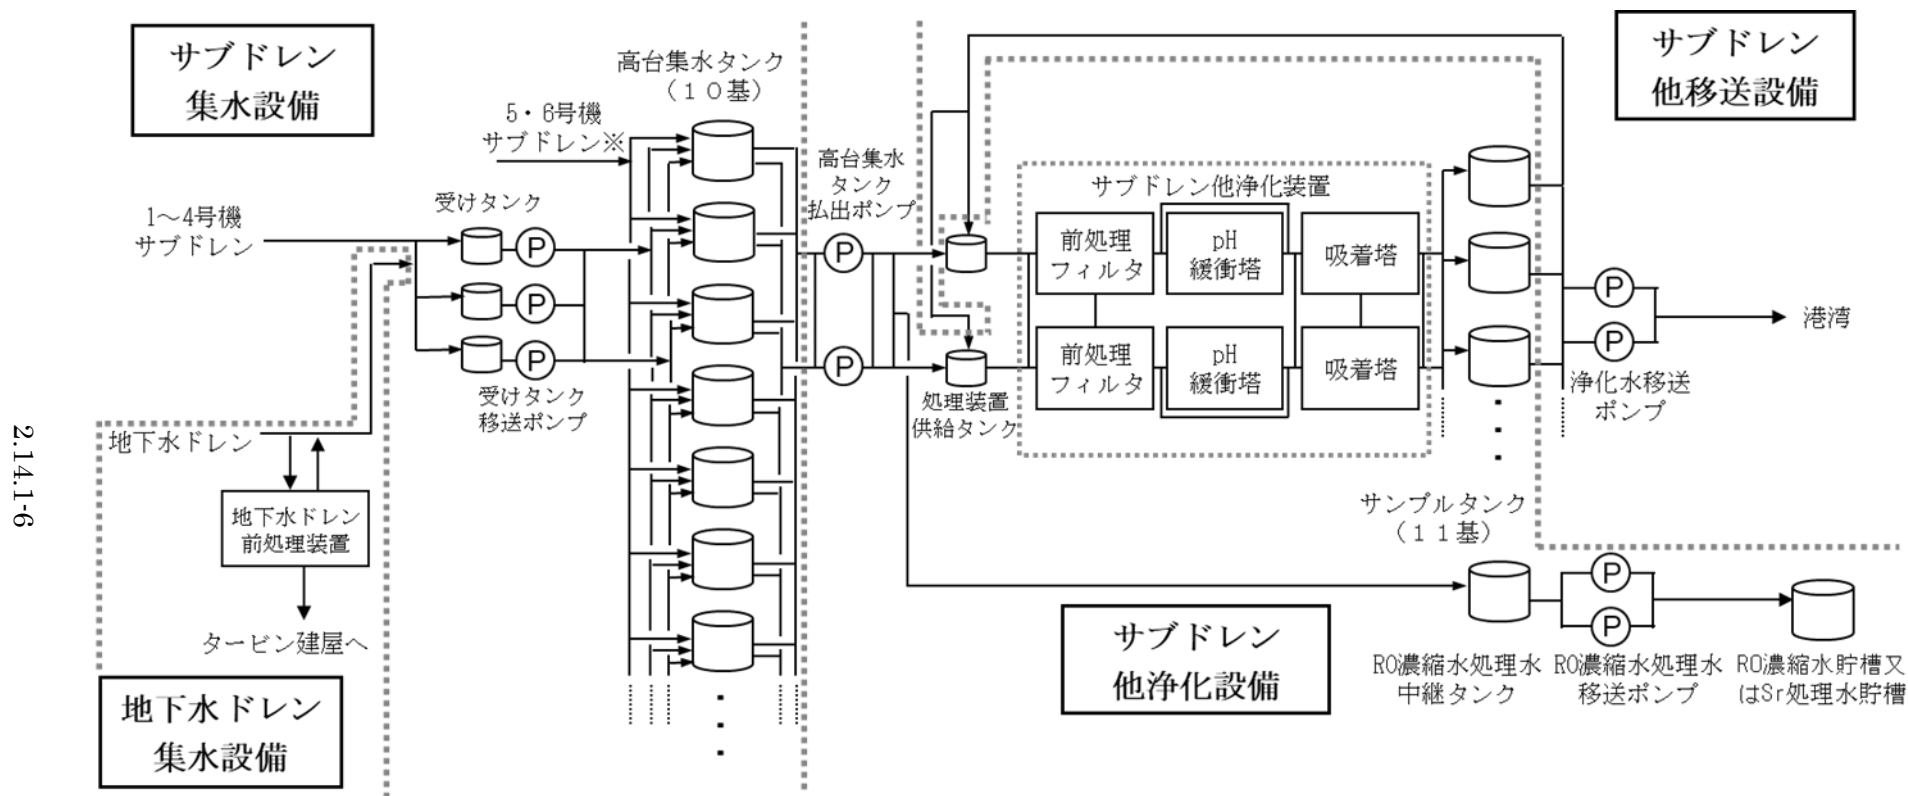 サブドレン
集水設備
高台集水タンク
（１０基）
5・6号機
サブドレン※
1～4号機
サブドレン
受けタンク
P
P
P
受けタンク
移送ポンプ
地下水ドレン
地下水ドレン
前処理装置
タービン建屋へ
地下水ドレン
集水設備
2.14.1-6
高台集水
タンク
払出ポンプ
P
P
処理装置
供給タンク
サブドレン他浄化装置
前処理
フィルタ
pH
緩衝塔
吸着塔
前処理
フィルタ
pH
緩衝塔
吸着塔
サンプルタンク
（１１基）
サブドレン
他移送設備
P
P
浄化水移送
ポンプ
港湾
サブドレン
他浄化設備
P
P
RO濃縮水処理水
中継タンク
RO濃縮水処理水
移送ポンプ
RO濃縮水貯槽又
はSr処理水貯槽